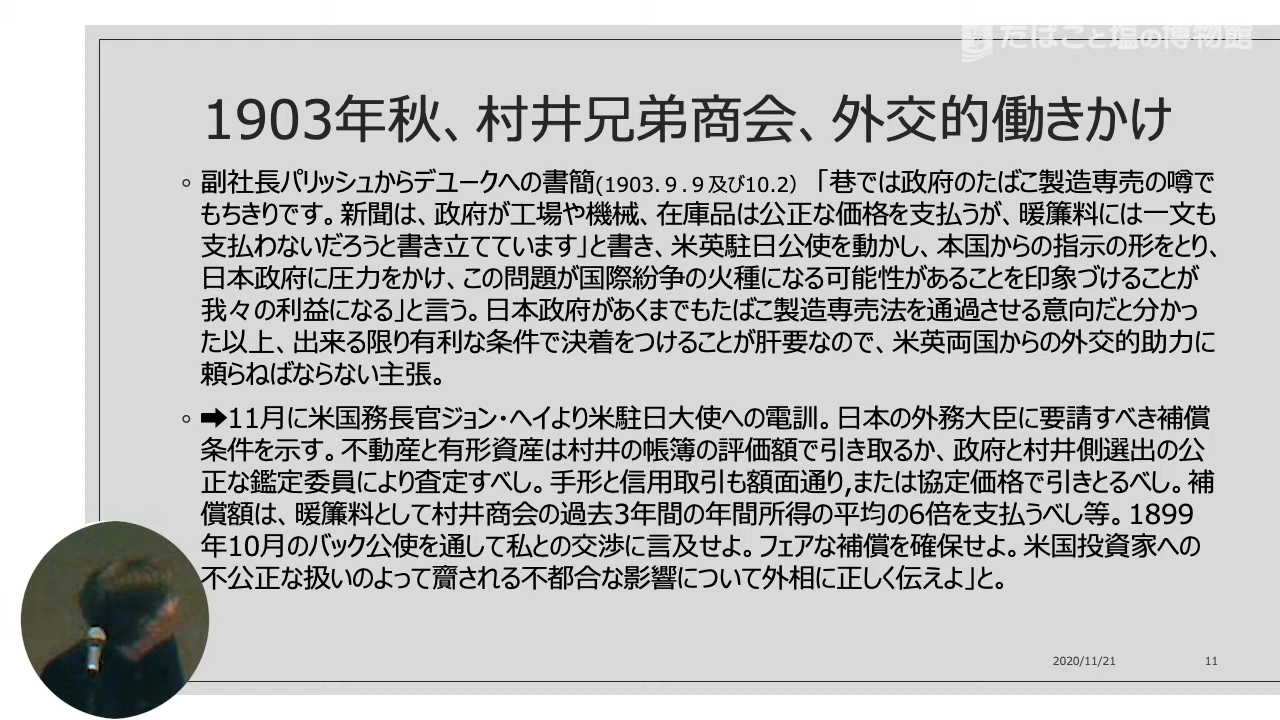 たばこと塩の博物館
1903年秋、村井兄弟商会、外交的働きかけ
◦ 副社長パリッシュからデュークへの書簡(1903.９.９及び10.2）「巷では政府のたばこ製造専売の噂で
もちきりです。新聞は、政府が工場や機械、在庫品は公正な価格を支払うが、暖簾料には一文も
支払わないだろうと書き立てています」と書き、米英駐日公使を動かし、本国からの指示の形をとり、
日本政府に圧力をかけ、この問題が国際紛争の火種になる可能性があることを印象づけることが
我々の利益になる」と言う。日本政府があくまでもたばこ製造専売法を通過させる意向だと分かっ
た以上、出来る限り有利な条件で決着をつけることが肝要なので、米英両国からの外交的助力に
頼らねばならない主張。
◦ ➡11月に米国務長官ジョン・ヘイより米駐日大使への電訓。日本の外務大臣に要請すべき補償
条件を示す。不動産と有形資産は村井の帳簿の評価額で引き取るか、政府と村井側選出の公
正な鑑定委員により査定すべし。手形と信用取引も額面通り,または協定価格で引きとるべし。補
償額は、暖簾料として村井商会の過去3年間の年間所得の平均の6倍を支払うべし等。1899
年10月のバック公使を通して私との交渉に言及せよ。フェアな補償を確保せよ。米国投資家への
不公正な扱いのよって齎される不都合な影響について外相に正しく伝えよ」と。
2020/11/21
11